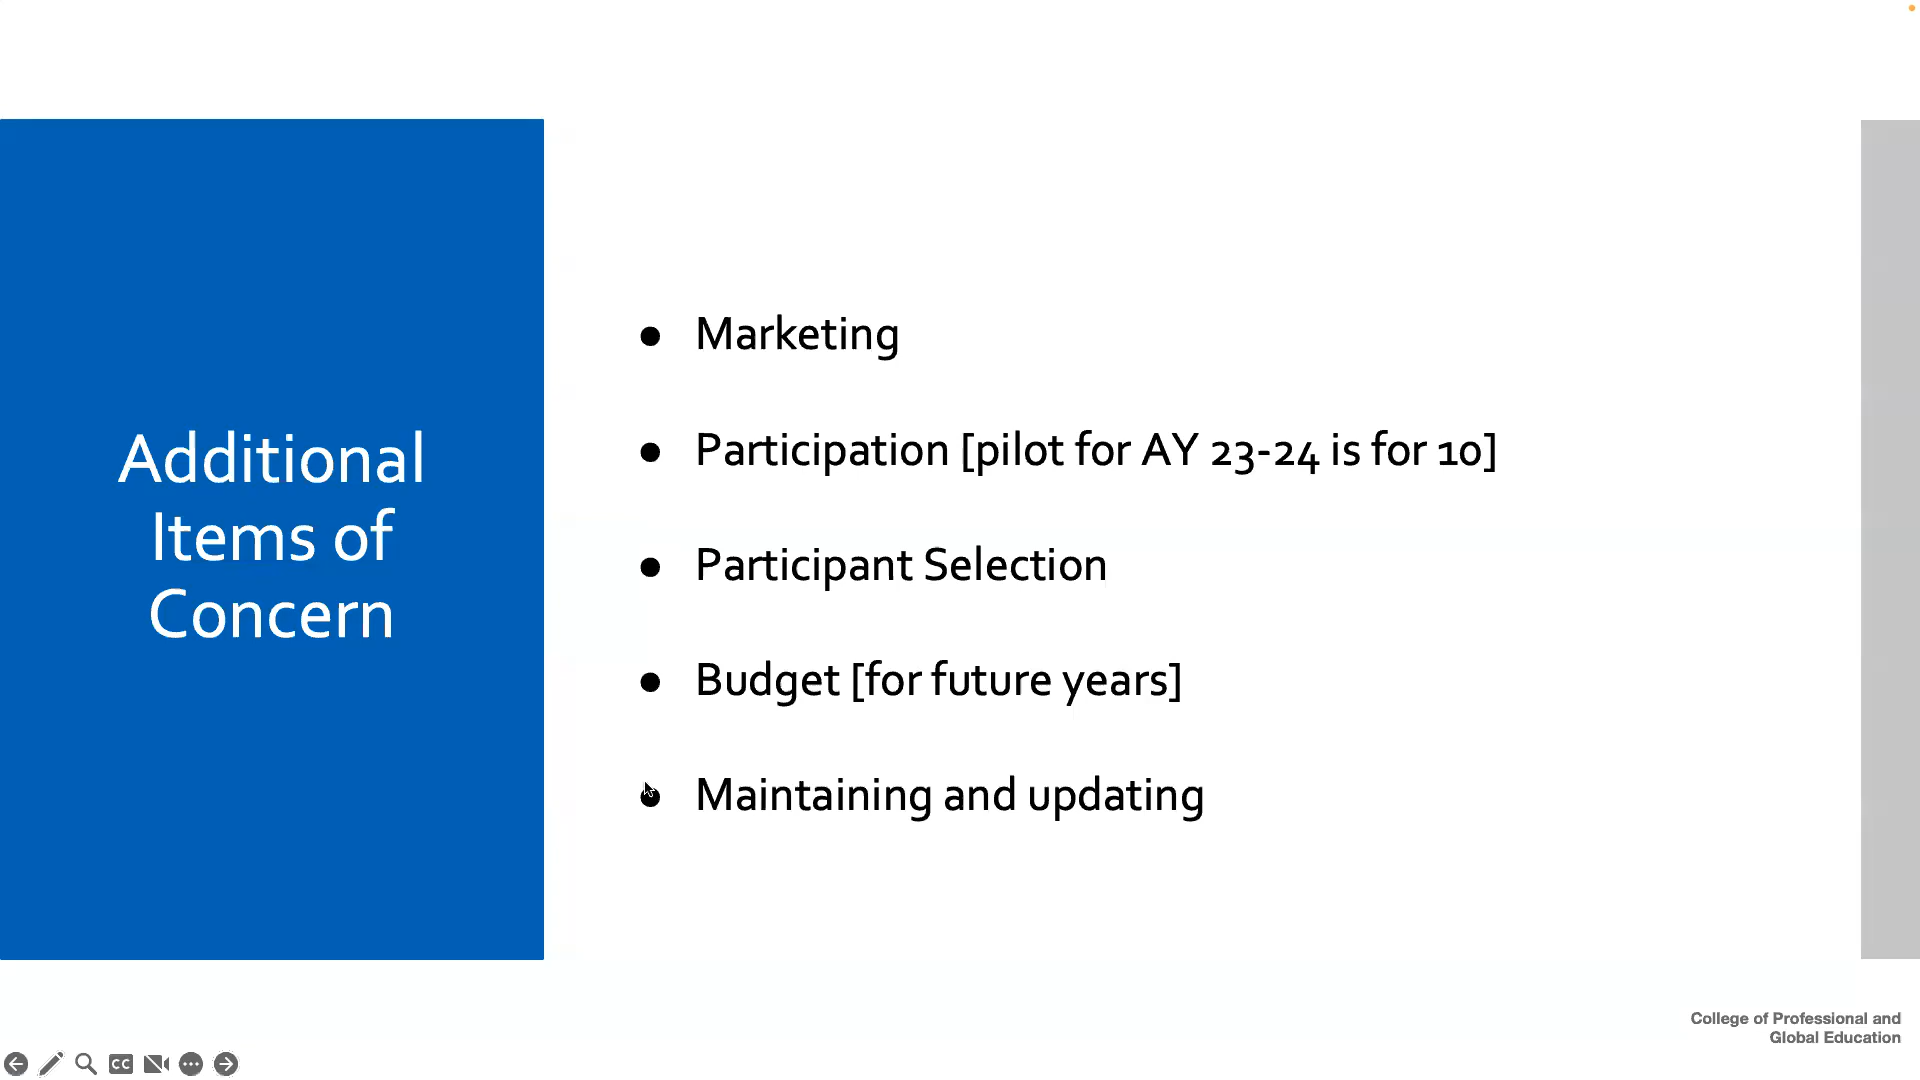 Additional
Items of
Concern
● Marketing
● Participation [pilot for AY 23-24 is for 10]
● Participant Selection
● Budget [for future years]
● Maintaining and updating
College of Professional and
Global Education
CC